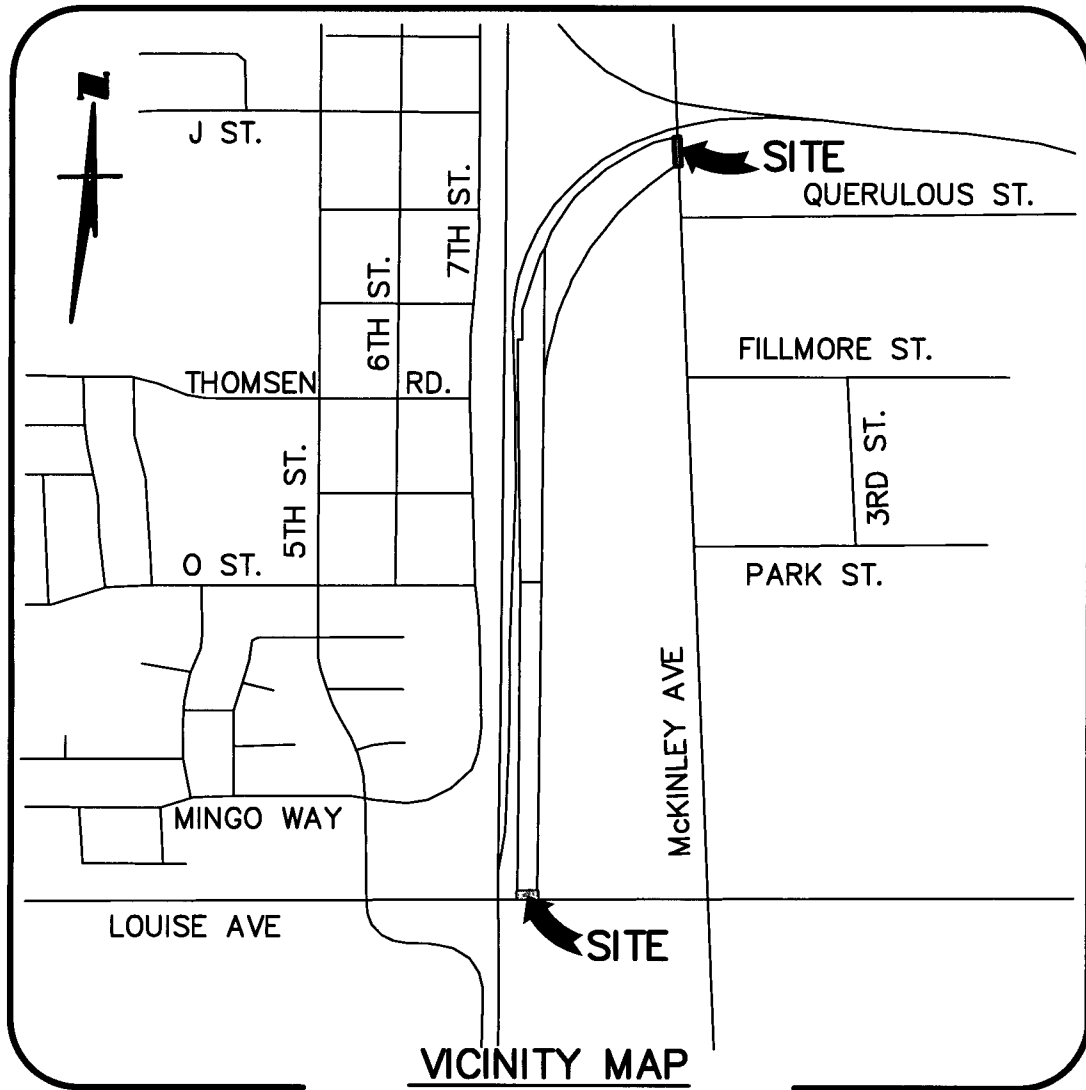 N
J ST.
SITE
QUERULOUS ST.
7TH ST.
6TH ST.
FILLMORE ST.
THOMSEN RD.
3RD ST.
5TH ST.
O ST.
PARK ST.
McKINLEY AVE
MINGO WAY
LOUISE AVE
SITE
VICINITY MAP